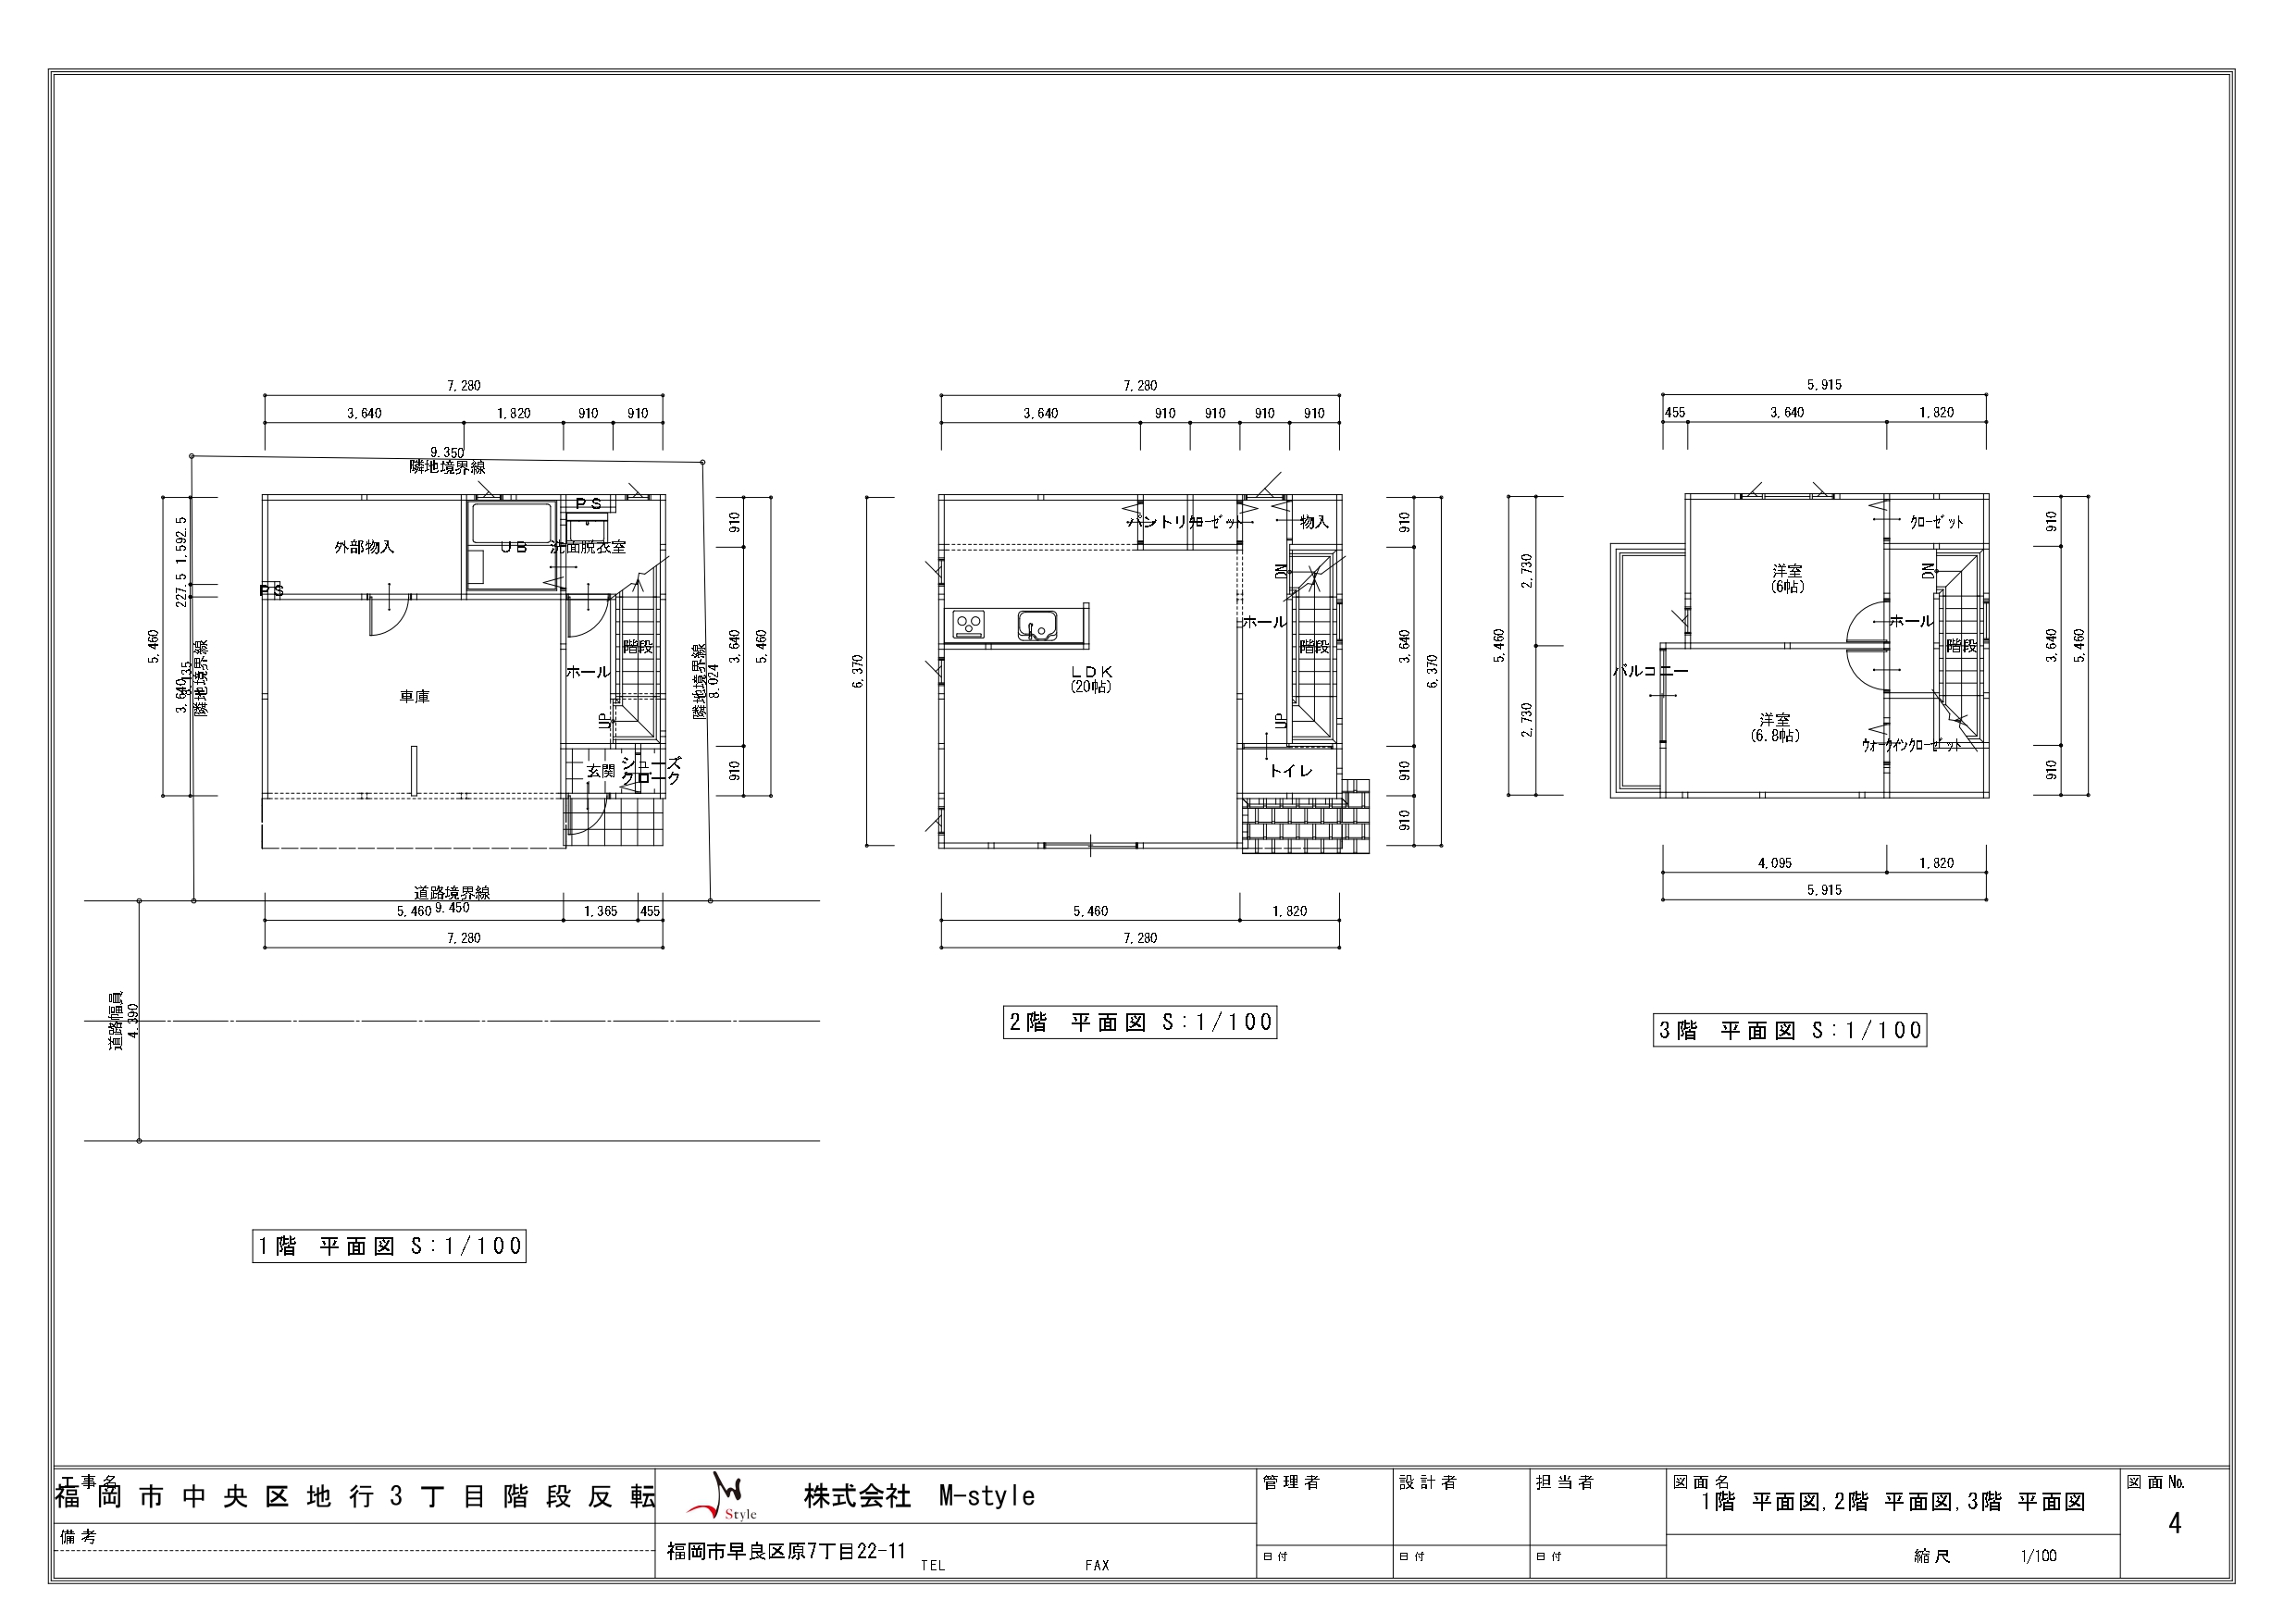 7,280
3,640 1,820 910 910
9.350
隣地境界線
PS
外部物入
UB
洗面脱衣室
PS
車庫
ホール
階段
UP
玄関
シューズ
クローク
5,460
1,592.5
227.5
3,640
8.135
隣地境界線
隣地境界線
8.024
910
3,640
910
5,460
道路境界線
9.450
5,460 1,365 455
7,280
道路幅員
4.390
1階 平面図 S:1/100
7,280
3,640 910 910 910 910
パントリー
クローゼット
物入
DN
ホール
階段
LDK
(20帖)
UP
トイレ
6,370
910
3,640
910
910
6,370
5,460 1,820
7,280
2階 平面図 S:1/100
5,915
455 3,640 1,820
クローゼット
洋室
(6帖)
DN
ホール
階段
バルコニー
洋室
(6.8帖)
ウォークインクローゼット
2,730
2,730
5,460
910
3,640
910
5,460
4,095 1,820
5,915
3階 平面図 S:1/100
工事名
福岡市中央区地行3丁目階段反転
備考
Style
株式会社 M-style
福岡市早良区原7丁目22-11
TEL FAX
管理者
日付
設計者
日付
担当者
日付
図面名
1階 平面図,2階 平面図,3階 平面図
縮尺 1/100
図面No.
4